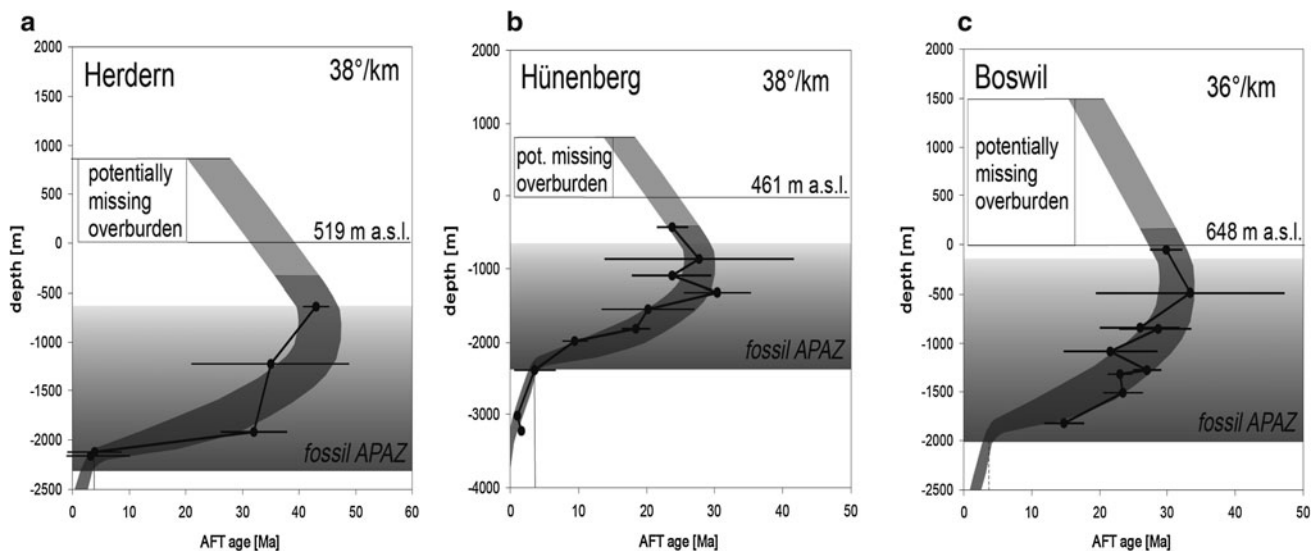 a
Herdern
38°/km
potentially
missing
overburden
519 m a.s.l.
fossil APAZ
depth [m]
2000
1500
1000
500
0
-500
-1000
-1500
-2000
-2500
0 10 20 30 40 50 60
AFT age [Ma]
b
Hünenberg
38°/km
pot. missing
overburden
461 m a.s.l.
fossil APAZ
depth [m]
2000
1000
0
-1000
-2000
-3000
-4000
0 10 20 30 40 50
AFT age [Ma]
c
Boswil
36°/km
potentially
missing
overburden
648 m a.s.l.
fossil APAZ
depth [m]
2000
1500
1000
500
0
-500
-1000
-1500
-2000
-2500
0 10 20 30 40 50
AFT age [Ma]